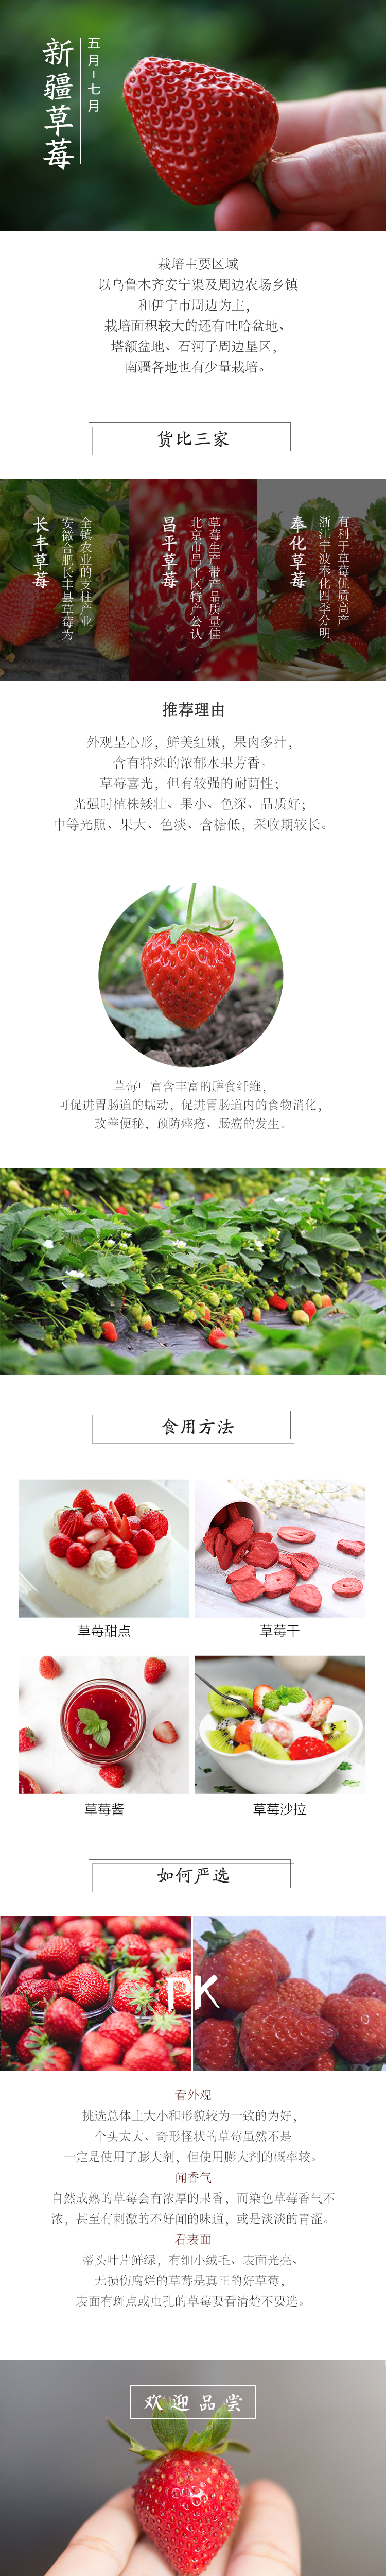 新疆草莓
五月-七月
栽培主要区域
以乌鲁木齐安宁渠及周边农场乡镇
和伊宁市周边为主，
栽培面积较大的还有吐哈盆地、
塔额盆地、石河子周边垦区，
南疆各地也有少量栽培。
货比三家
长丰草莓
安徽合肥长丰县草莓为
全镇农业的支柱产业
昌平草莓
北京市昌平区特产公认
草莓生产带产品质量佳
奉化草莓
浙江宁波奉化四季分明
有利于草莓优质高产
推荐理由
外观呈心形，鲜美红嫩，果肉多汁，
含有特殊的浓郁水果芳香。
草莓喜光，但有较强的耐荫性；
光强时植株矮壮、果小、色深、品质好；
中等光照、果大、色淡、含糖低，采收期较长。
草莓中富含丰富的膳食纤维，
可促进胃肠道的蠕动，促进胃肠道内的食物消化，
改善便秘，预防痤疮、肠癌的发生。
食用方法
草莓甜点
草莓干
草莓酱
草莓沙拉
如何严选
PK
看外观
挑选总体上大小和形貌较为一致的为好，
个头太大、奇形怪状的草莓虽然不是
一定是使用了膨大剂，但使用膨大剂的概率较。
闻香气
自然成熟的草莓会有浓厚的果香，而染色草莓香气不
浓，甚至有刺激的不好闻的味道，或是淡淡的青涩。
看表面
蒂头叶片鲜绿，有细小绒毛、表面光亮、
无损伤腐烂的草莓是真正的好草莓，
表面有斑点或虫孔的草莓要看清楚不要选。
欢迎品尝